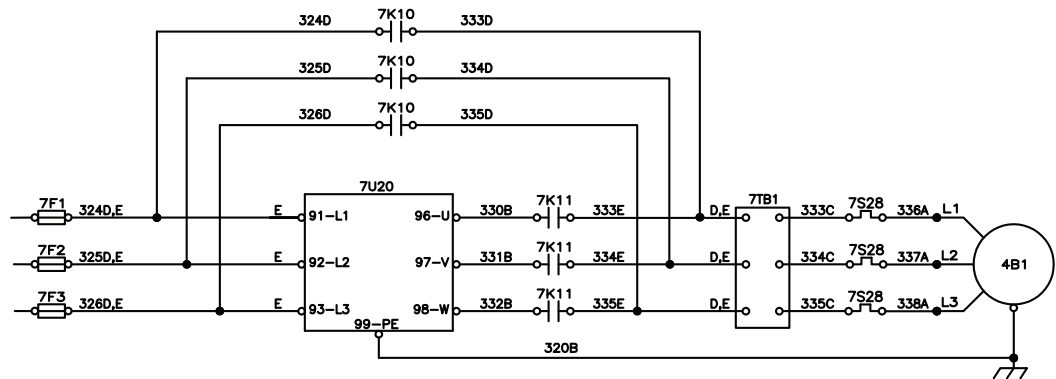 324D 7K10 333D
325D 7K10 334D
326D 7K10 335D
7U20
7F1 324D,E E 91-L1 96-U 330B 7K11 333E D,E 7TB1 333C 7S28 336A L1
7F2 325D,E E 92-L2 97-V 331B 7K11 334E D,E 334C 7S28 337A L2
4B1
7F3 326D,E E 93-L3 98-W 332B 7K11 335E D,E 335C 7S28 338A L3
99-PE
320B